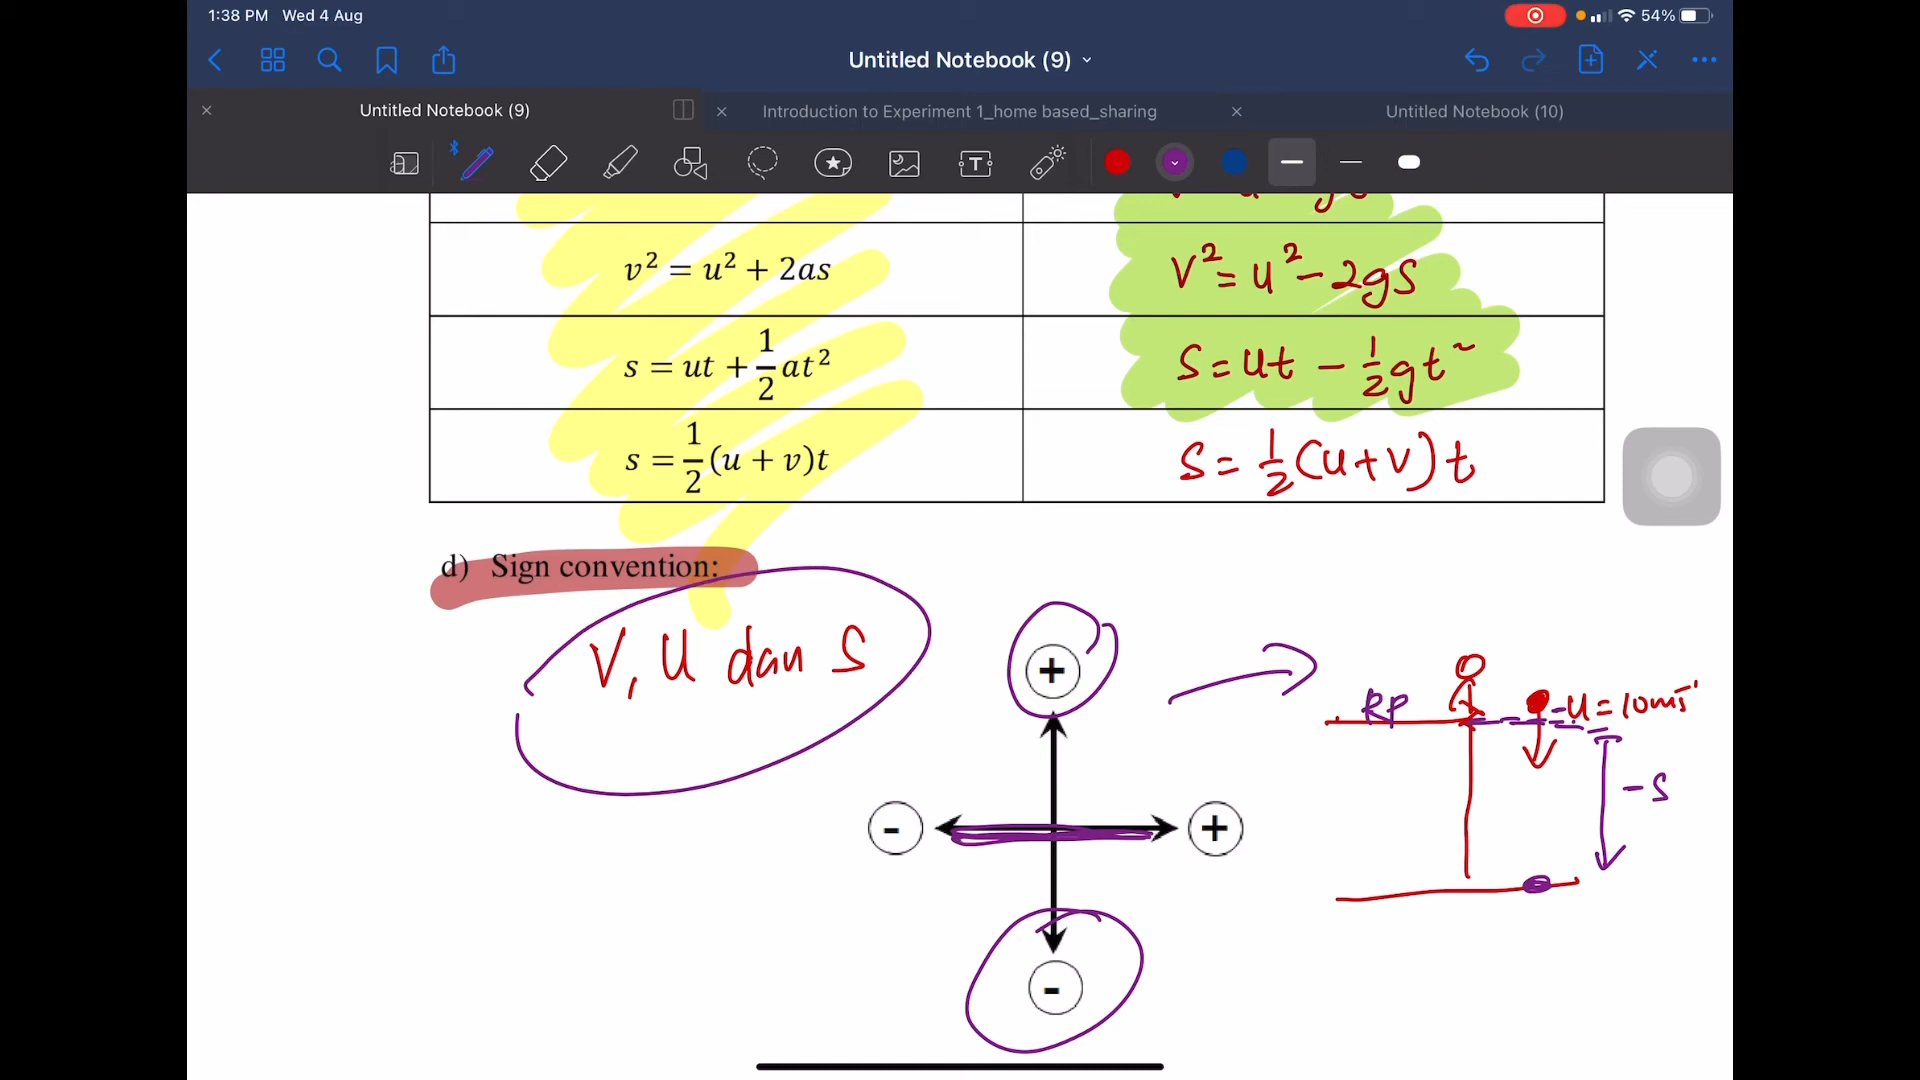 1:38 PM Wed 4 Aug
54%
Untitled Notebook (9)
Untitled Notebook (9)
Introduction to Experiment 1_home based_sharing
Untitled Notebook (10)
v² = u² + 2as
V² = u² - 2gS
s = ut + 1/2 at²
S = ut - 1/2 gt²
s = 1/2 (u + v)t
S = 1/2 (u + v) t
d) Sign convention:
V, U dan S
+
RP
-u = 10ms⁻¹
-S
-
+
-